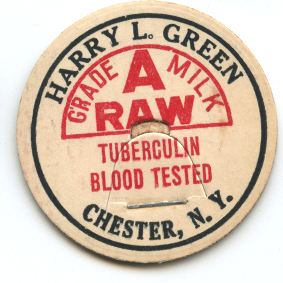 HARRY L. GREEN
GRADE A MILK
RAW
TUBERCULIN
BLOOD TESTED
CHESTER, N. Y.